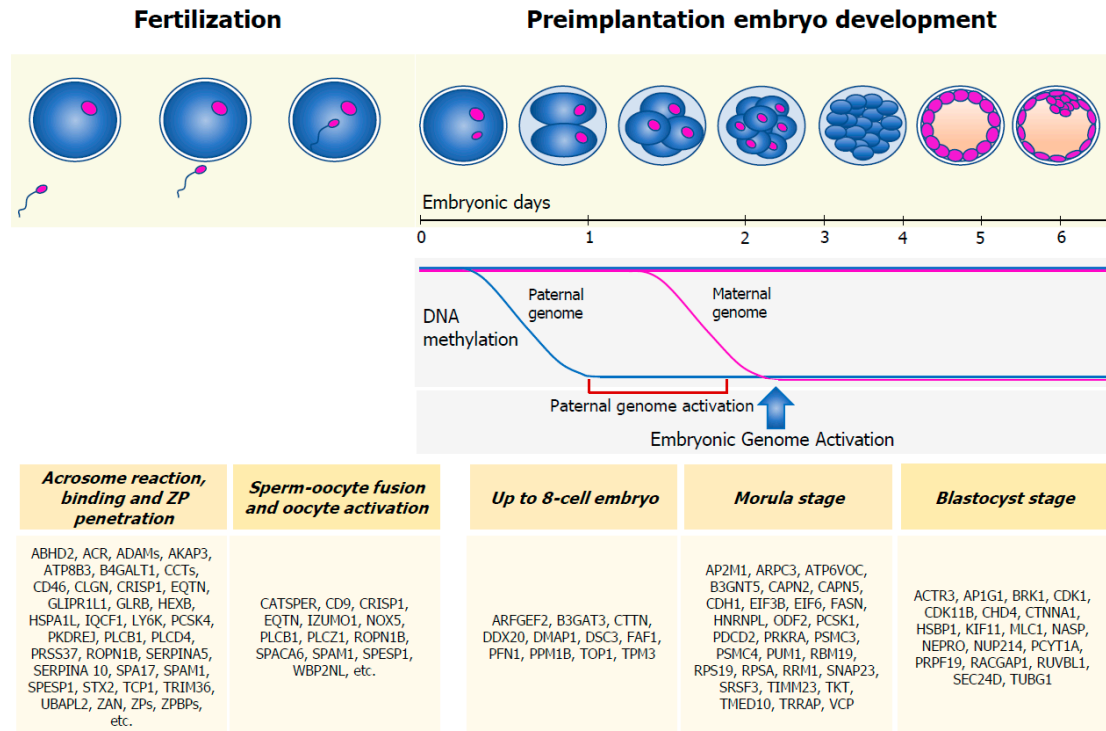 Fertilization
Preimplantation embryo development
Embryonic days
0 1 2 3 4 5 6
DNA
methylation
Paternal
genome
Maternal
genome
Paternal genome activation
Embryonic Genome Activation
Acrosome reaction,
binding and ZP
penetration
ABHD2, ACR, ADAMs, AKAP3,
ATP8B3, B4GALT1, CCTs,
CD46, CLGN, CRISP1, EQTN,
GLIPR1L1, GLRB, HEXB,
HSPA1L, IQCF1, LY6K, PCSK4,
PKDREJ, PLCB1, PLCD4,
PRSS37, ROPN1B, SERPINA5,
SERPINA 10, SPA17, SPAM1,
SPESP1, STX2, TCP1, TRIM36,
UBAPL2, ZAN, ZPs, ZPBPs,
etc.
Sperm-oocyte fusion
and oocyte activation
CATSPER, CD9, CRISP1,
EQTN, IZUMO1, NOX5,
PLCB1, PLCZ1, ROPN1B,
SPACA6, SPAM1, SPESP1,
WBP2NL, etc.
Up to 8-cell embryo
ARFGEF2, B3GAT3, CTTN,
DDX20, DMAP1, DSC3, FAF1,
PFN1, PPM1B, TOP1, TPM3
Morula stage
AP2M1, ARPC3, ATP6VOC,
B3GNT5, CAPN2, CAPN5,
CDH1, EIF3B, EIF6, FASN,
HNRNPL, ODF2, PCSK1,
PDCD2, PRKRA, PSMC3,
PSMC4, PUM1, RBM19,
RPS19, RPSA, RRM1, SNAP23,
SRSF3, TIMM23, TKT,
TMED10, TRRAP, VCP
Blastocyst stage
ACTR3, AP1G1, BRK1, CDK1,
CDK11B, CHD4, CTNNA1,
HSBP1, KIF11, MLC1, NASP,
NEPRO, NUP214, PCYT1A,
PRPF19, RACGAP1, RUVBL1,
SEC24D, TUBG1